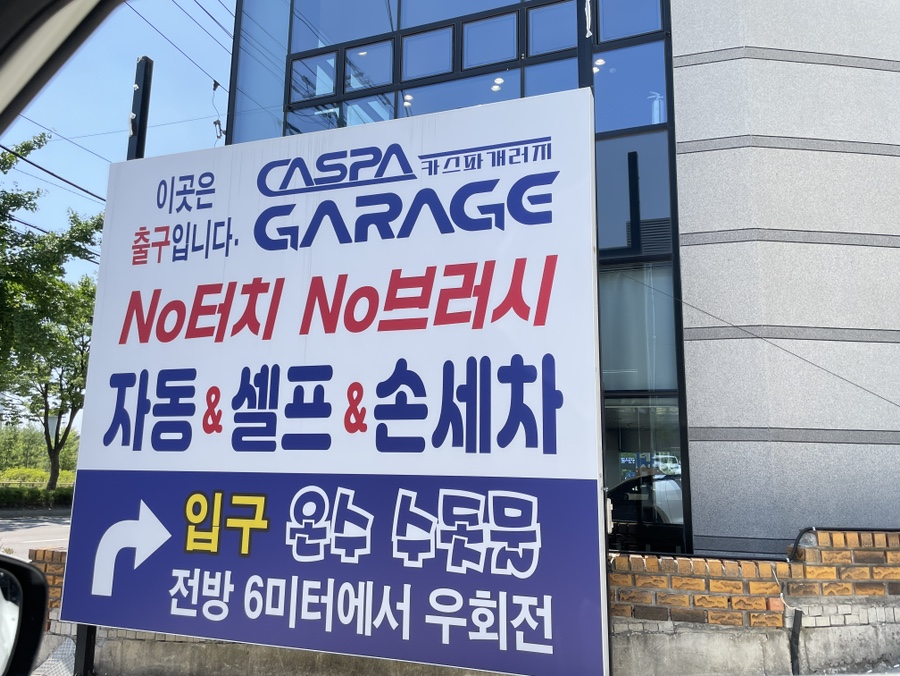 이곳은
출구입니다.
CASPA 카스파개러지
GARAGE
No터치 No브러시
자동&셀프&손세차
입구 온수 수돗물
전방 6미터에서 우회전